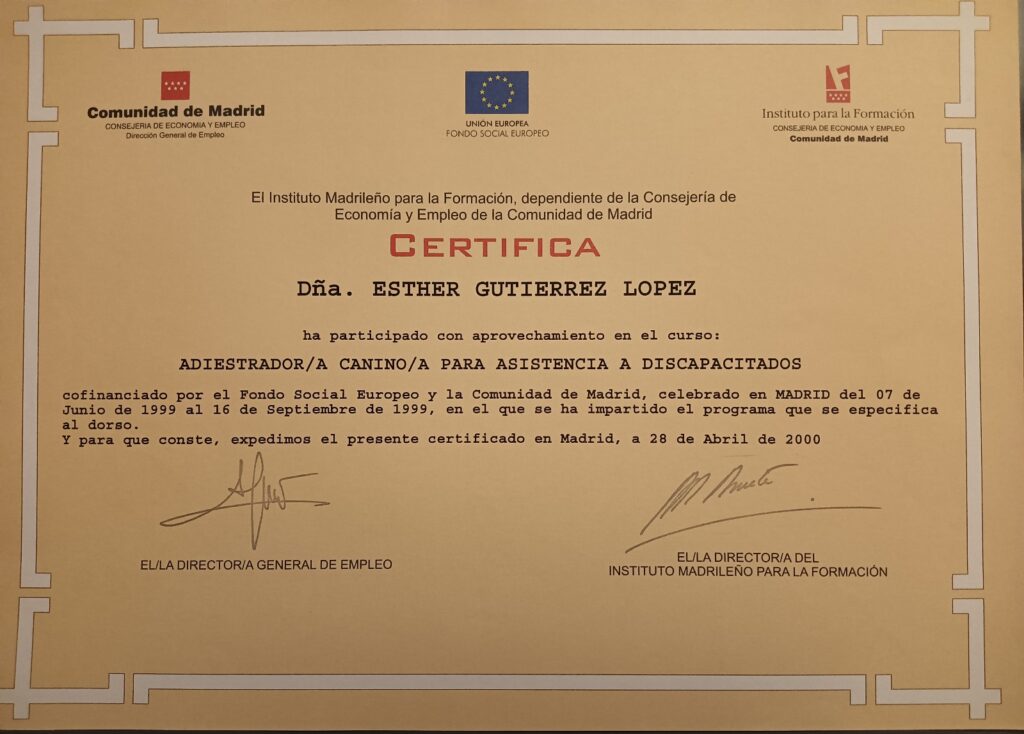 Comunidad de Madrid
CONSEJERIA DE ECONOMIA Y EMPLEO
Dirección General de Empleo
UNIÓN EUROPEA
FONDO SOCIAL EUROPEO
Instituto para la Formación
CONSEJERIA DE ECONOMIA Y EMPLEO
Comunidad de Madrid
El Instituto Madrileño para la Formación, dependiente de la Consejería de
Economía y Empleo de la Comunidad de Madrid
CERTIFICA
Dña. ESTHER GUTIERREZ LOPEZ
ha participado con aprovechamiento en el curso:
ADIESTRADOR/A CANINO/A PARA ASISTENCIA A DISCAPACITADOS
cofinanciado por el Fondo Social Europeo y la Comunidad de Madrid, celebrado en MADRID del 07 de
Junio de 1999 al 16 de Septiembre de 1999, en el que se ha impartido el programa que se especifica
al dorso.
Y para que conste, expedimos el presente certificado en Madrid, a 28 de Abril de 2000
EL/LA DIRECTOR/A GENERAL DE EMPLEO
EL/LA DIRECTOR/A DEL
INSTITUTO MADRILEÑO PARA LA FORMACIÓN